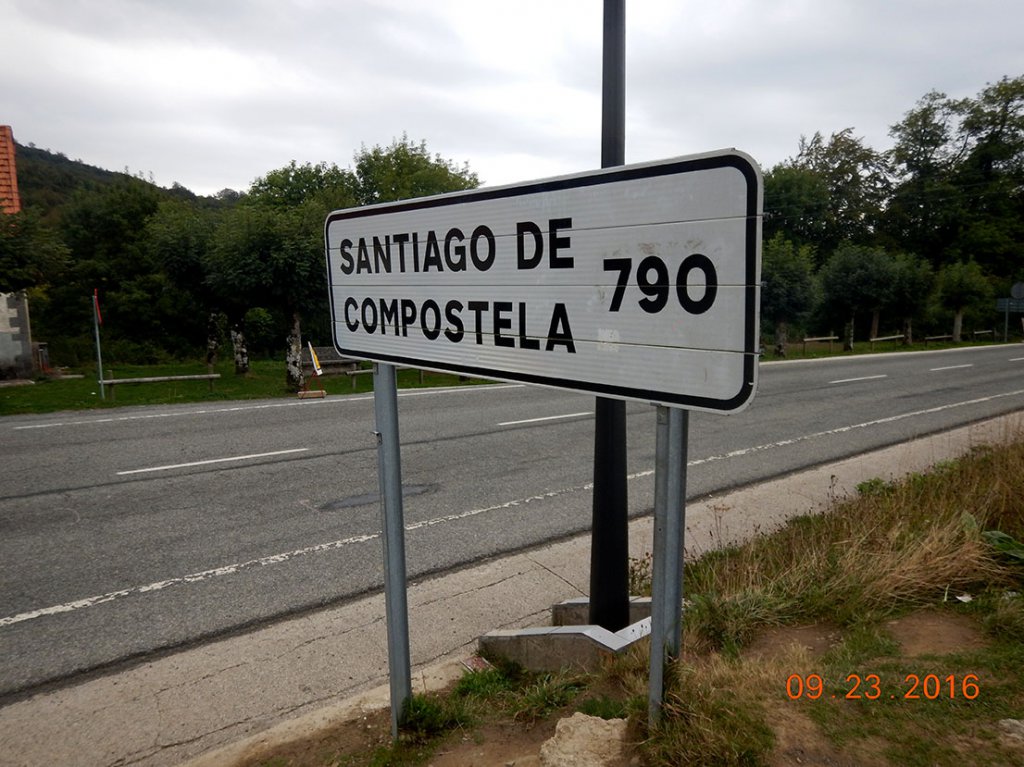 SANTIAGO DE
COMPOSTELA
790
09.23.2016